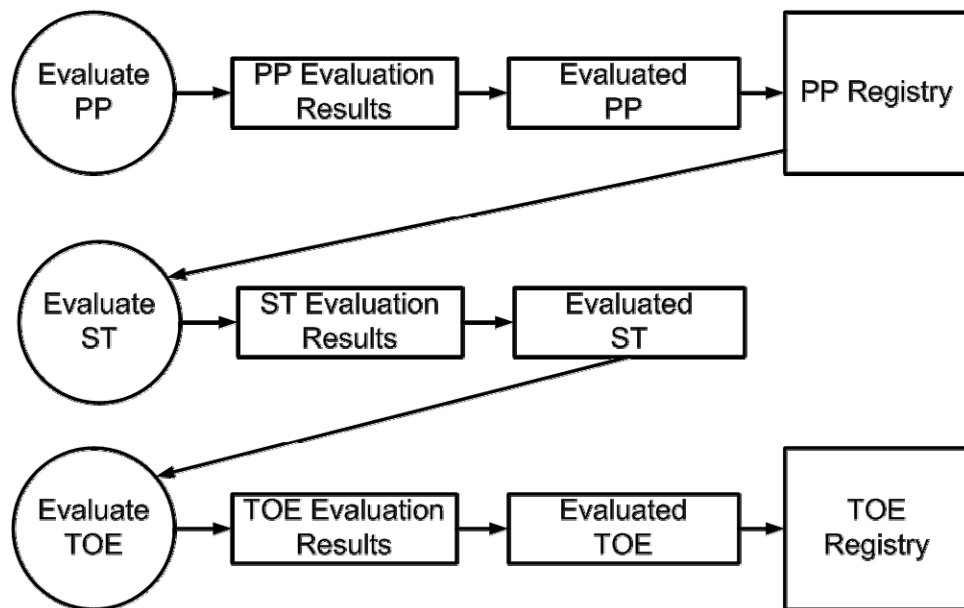 Evaluate
PP
PP Evaluation
Results
Evaluated
PP
PP Registry
Evaluate
ST
ST Evaluation
Results
Evaluated
ST
Evaluate
TOE
TOE Evaluation
Results
Evaluated
TOE
TOE
Registry